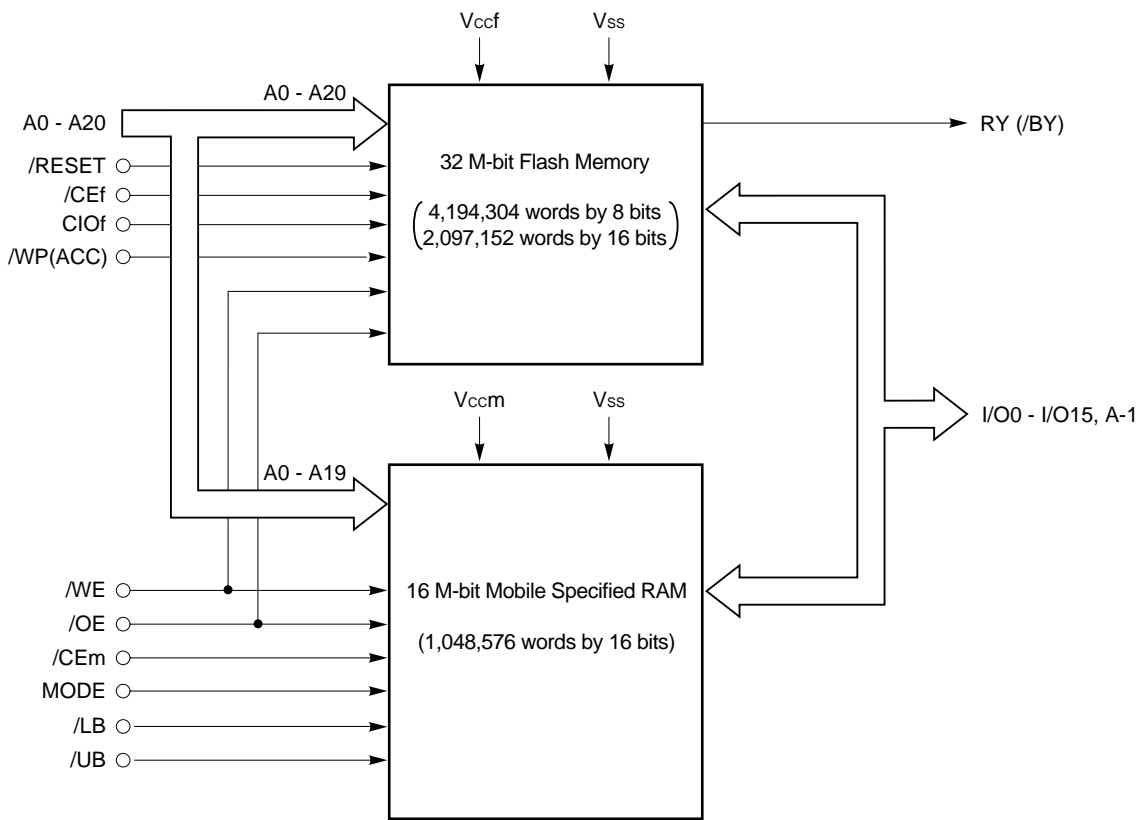 VCCf VSS
A0 - A20
A0 - A20
RY (/BY)
/RESET
32 M-bit Flash Memory
/CEf
4,194,304 words by 8 bits
CIOf
2,097,152 words by 16 bits
/WP(ACC)
VCCm VSS
I/O0 - I/O15, A-1
A0 - A19
/WE
16 M-bit Mobile Specified RAM
/OE
(1,048,576 words by 16 bits)
/CEm
MODE
/LB
/UB